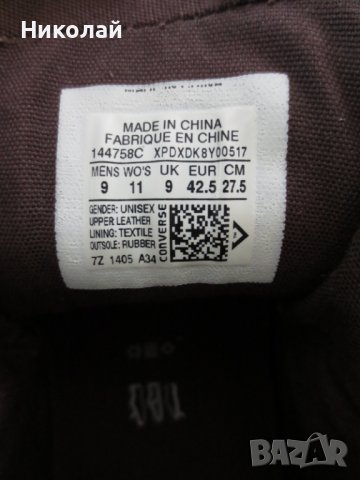 Николай
MADE IN CHINA
FABRIQUE EN CHINE
144758C XPDXDK8Y00517
MENS WO'S UK EUR CM
9 11 9 42.5 27.5
GENDER: UNISEX
UPPER LEATHER
LINING: TEXTILE
OUTSOLE: RUBBER
7Z 1405 A34
CONVERSE
BAZAR